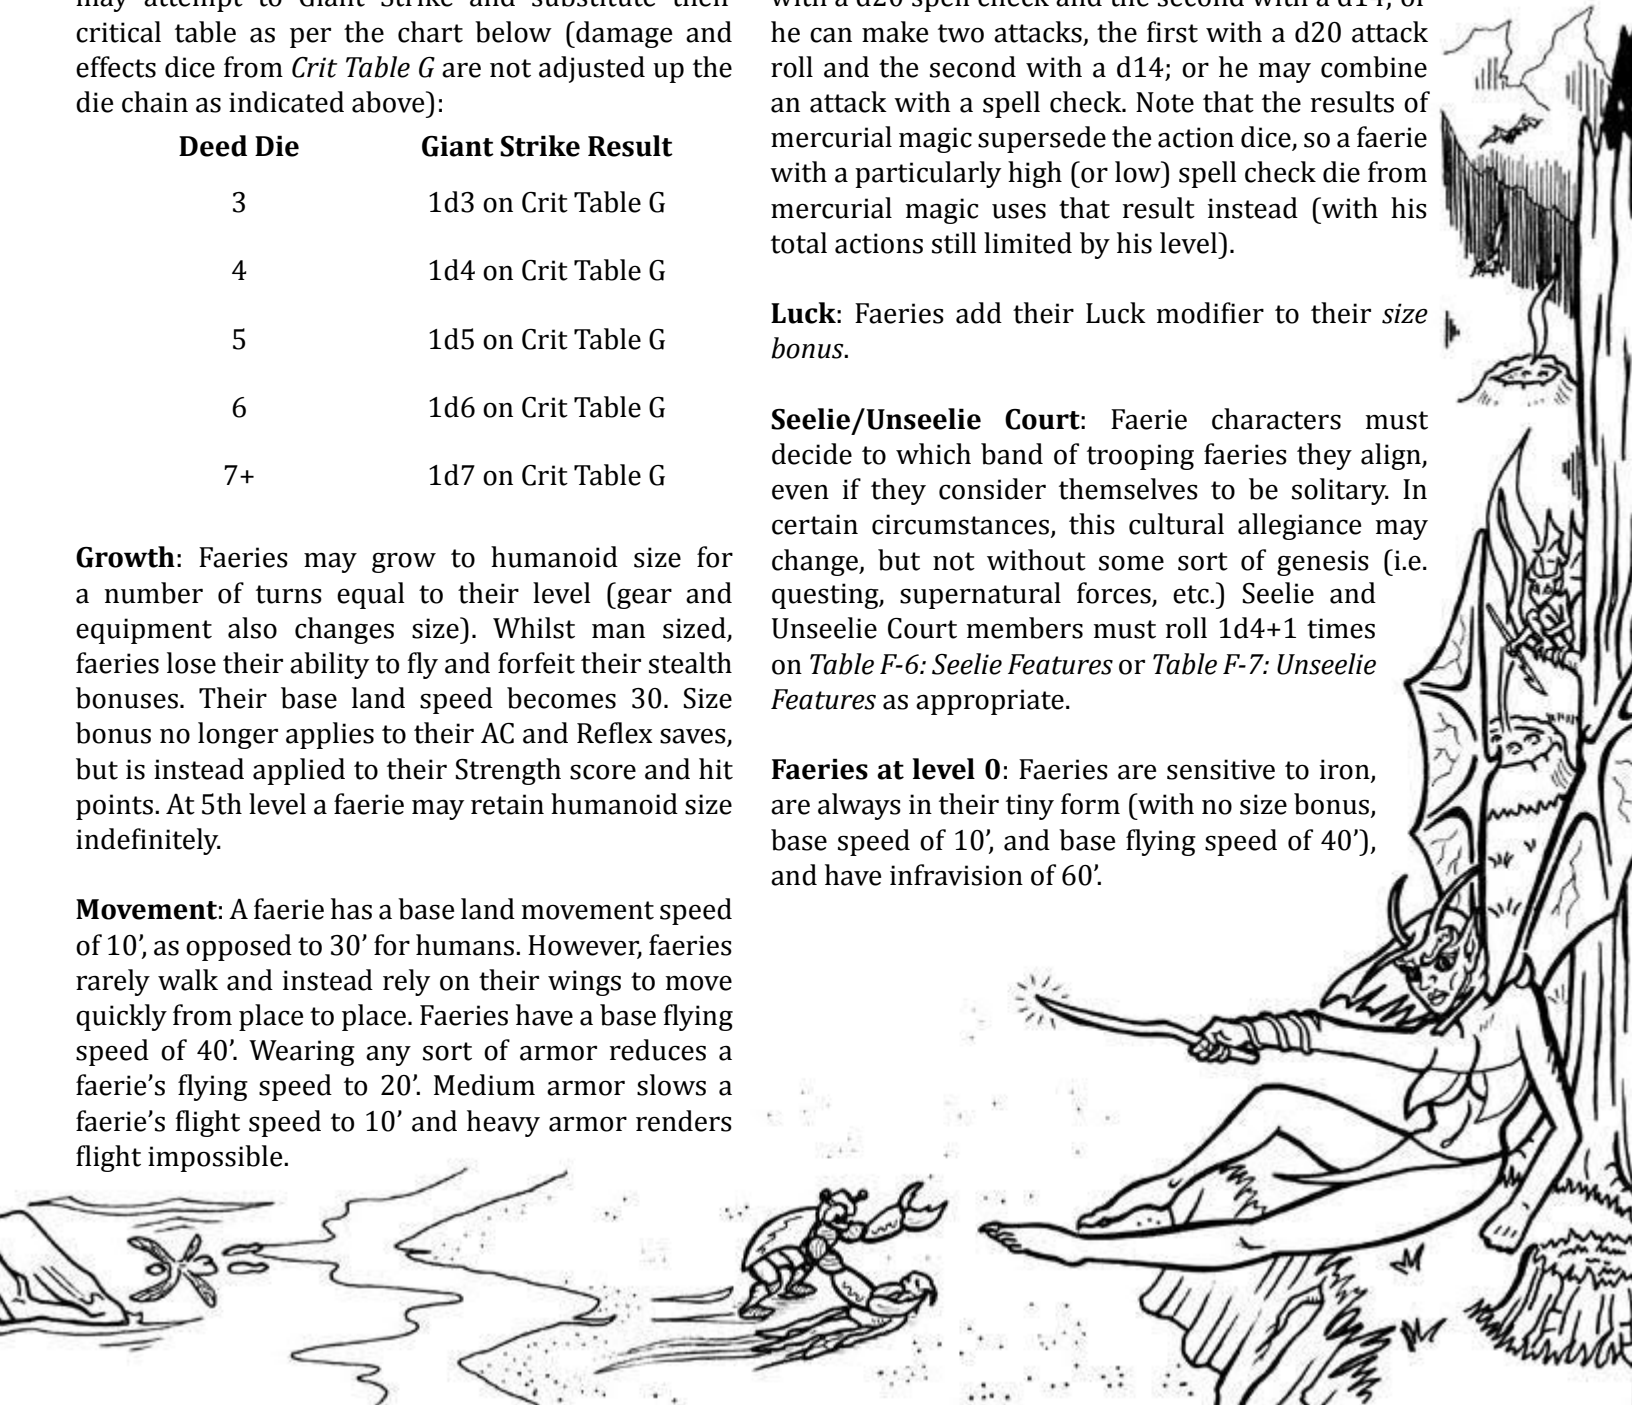 may attempt to Giant Strike and substitute their
critical table as per the chart below (damage and
effects dice from Crit Table G are not adjusted up the
die chain as indicated above):
Deed Die Giant Strike Result
3 1d3 on Crit Table G
4 1d4 on Crit Table G
5 1d5 on Crit Table G
6 1d6 on Crit Table G
7+ 1d7 on Crit Table G
Growth: Faeries may grow to humanoid size for
a number of turns equal to their level (gear and
equipment also changes size). Whilst man sized,
faeries lose their ability to fly and forfeit their stealth
bonuses. Their base land speed becomes 30. Size
bonus no longer applies to their AC and Reflex saves,
but is instead applied to their Strength score and hit
points. At 5th level a faerie may retain humanoid size
indefinitely.
Movement: A faerie has a base land movement speed
of 10’, as opposed to 30’ for humans. However, faeries
rarely walk and instead rely on their wings to move
quickly from place to place. Faeries have a base flying
speed of 40’. Wearing any sort of armor reduces a
faerie’s flying speed to 20’. Medium armor slows a
faerie’s flight speed to 10’ and heavy armor renders
flight impossible.
with a d20 spell check and the second with a d14; or
he can make two attacks, the first with a d20 attack
roll and the second with a d14; or he may combine
an attack with a spell check. Note that the results of
mercurial magic supersede the action dice, so a faerie
with a particularly high (or low) spell check die from
mercurial magic uses that result instead (with his
total actions still limited by his level).
Luck: Faeries add their Luck modifier to their size
bonus.
Seelie/Unseelie Court: Faerie characters must
decide to which band of trooping faeries they align,
even if they consider themselves to be solitary. In
certain circumstances, this cultural allegiance may
change, but not without some sort of genesis (i.e.
questing, supernatural forces, etc.) Seelie and
Unseelie Court members must roll 1d4+1 times
on Table F-6: Seelie Features or Table F-7: Unseelie
Features as appropriate.
Faeries at level 0: Faeries are sensitive to iron,
are always in their tiny form (with no size bonus,
base speed of 10’, and base flying speed of 40’),
and have infravision of 60’.